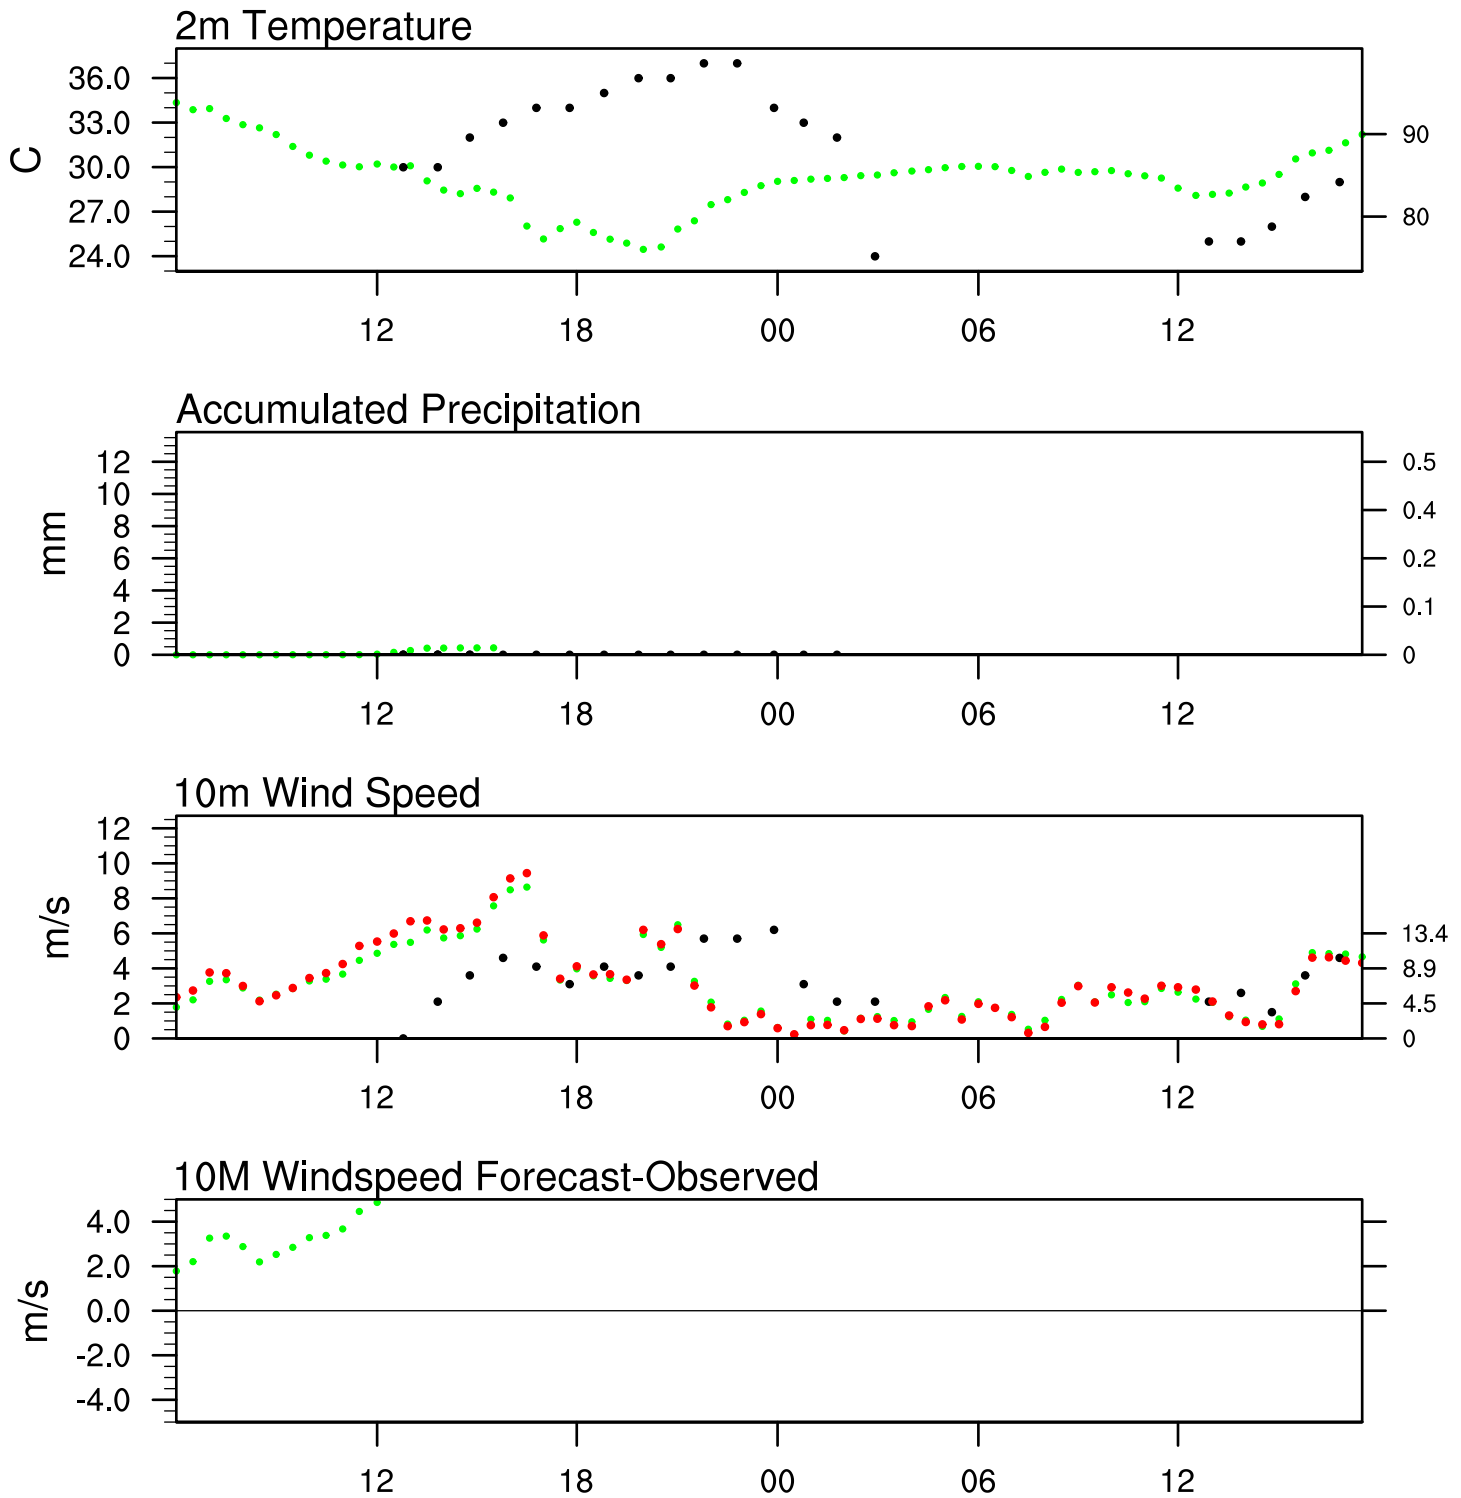 2m Temperature
36.0
33.0
30.0
27.0
24.0
C
90
80
12 18 00 06 12
Accumulated Precipitation
12
10
8
6
4
2
0
mm
0.5
0.4
0.2
0.1
0
12 18 00 06 12
10m Wind Speed
12
10
8
6
4
2
0
m/s
13.4
8.9
4.5
0
12 18 00 06 12
10M Windspeed Forecast-Observed
4.0
2.0
0.0
-2.0
-4.0
m/s
12 18 00 06 12